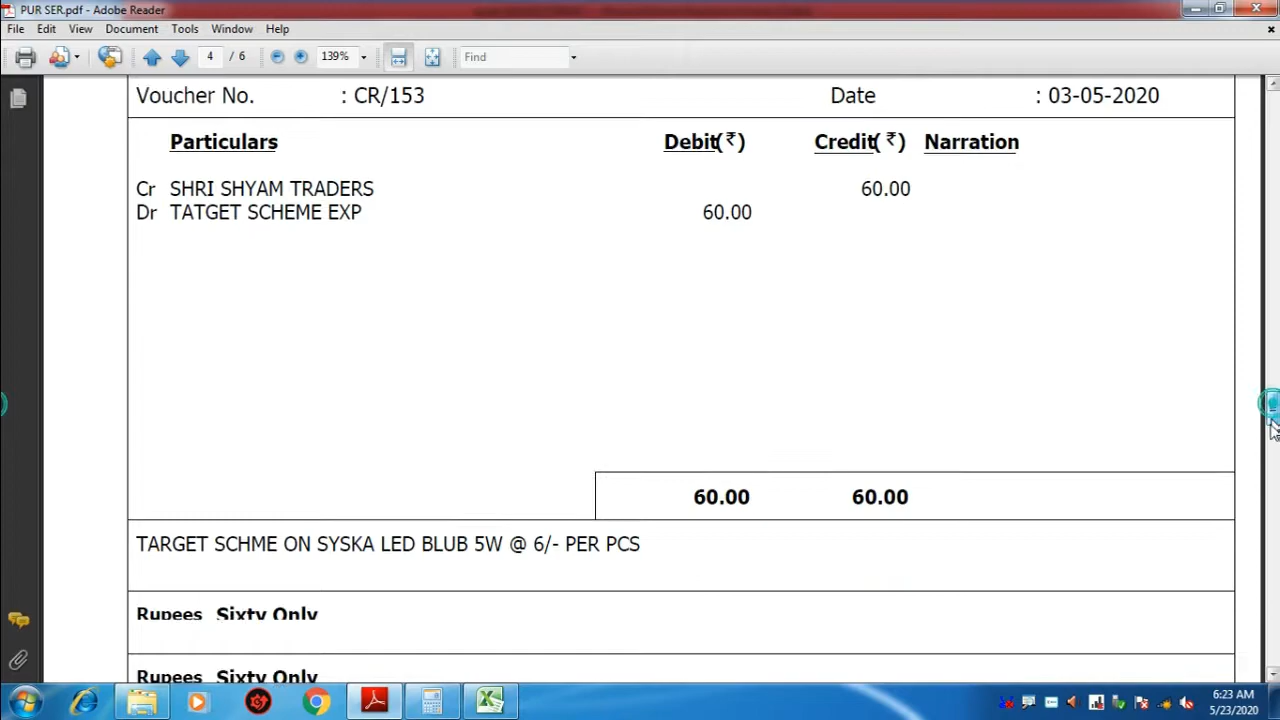 PUR SER.pdf - Adobe Reader
File Edit View Document Tools Window Help
4 / 6 139% Find
Voucher No. : CR/153 Date : 03-05-2020
Particulars Debit(₹) Credit(₹) Narration
Cr SHRI SHYAM TRADERS 60.00
Dr TATGET SCHEME EXP 60.00
60.00 60.00
TARGET SCHME ON SYSKA LED BLUB 5W @ 6/- PER PCS
Rupees Sixty Only
Rupees Sixty Only
6:23 AM
5/23/2020